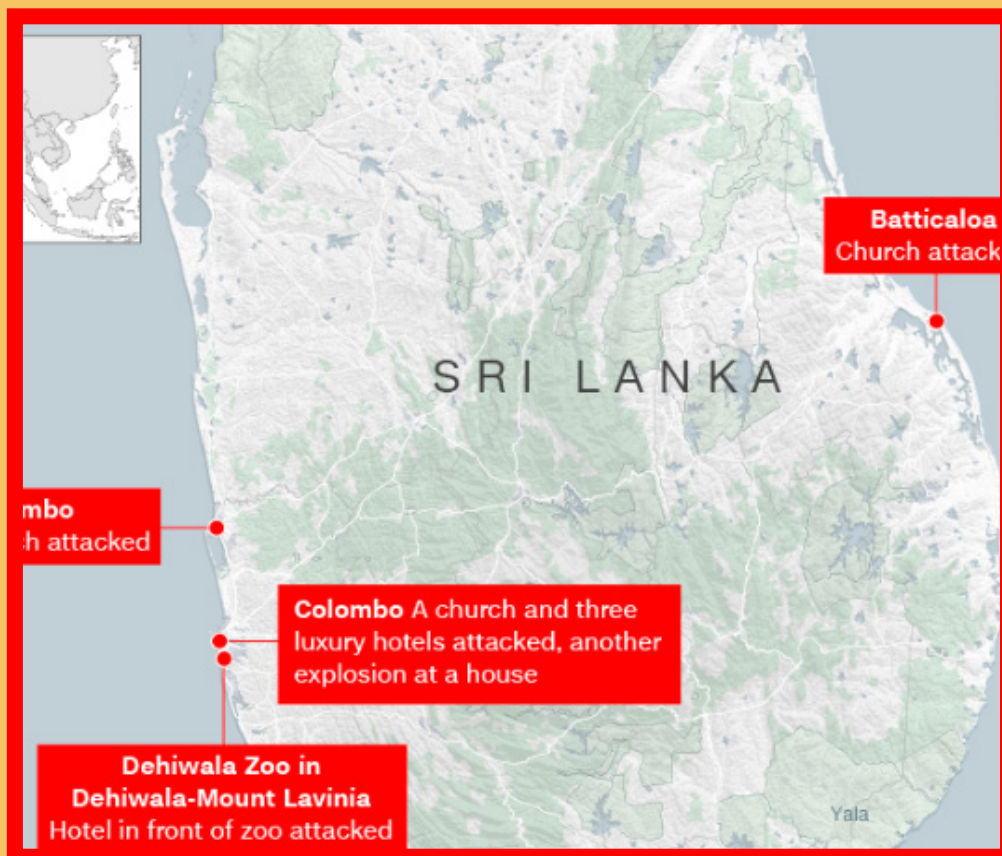 Batticaloa
Church attack
SRI LANKA
mbo
h attacked
Colombo A church and three
luxury hotels attacked, another
explosion at a house
Dehiwala Zoo in
Dehiwala-Mount Lavinia
Hotel in front of zoo attacked
Yala